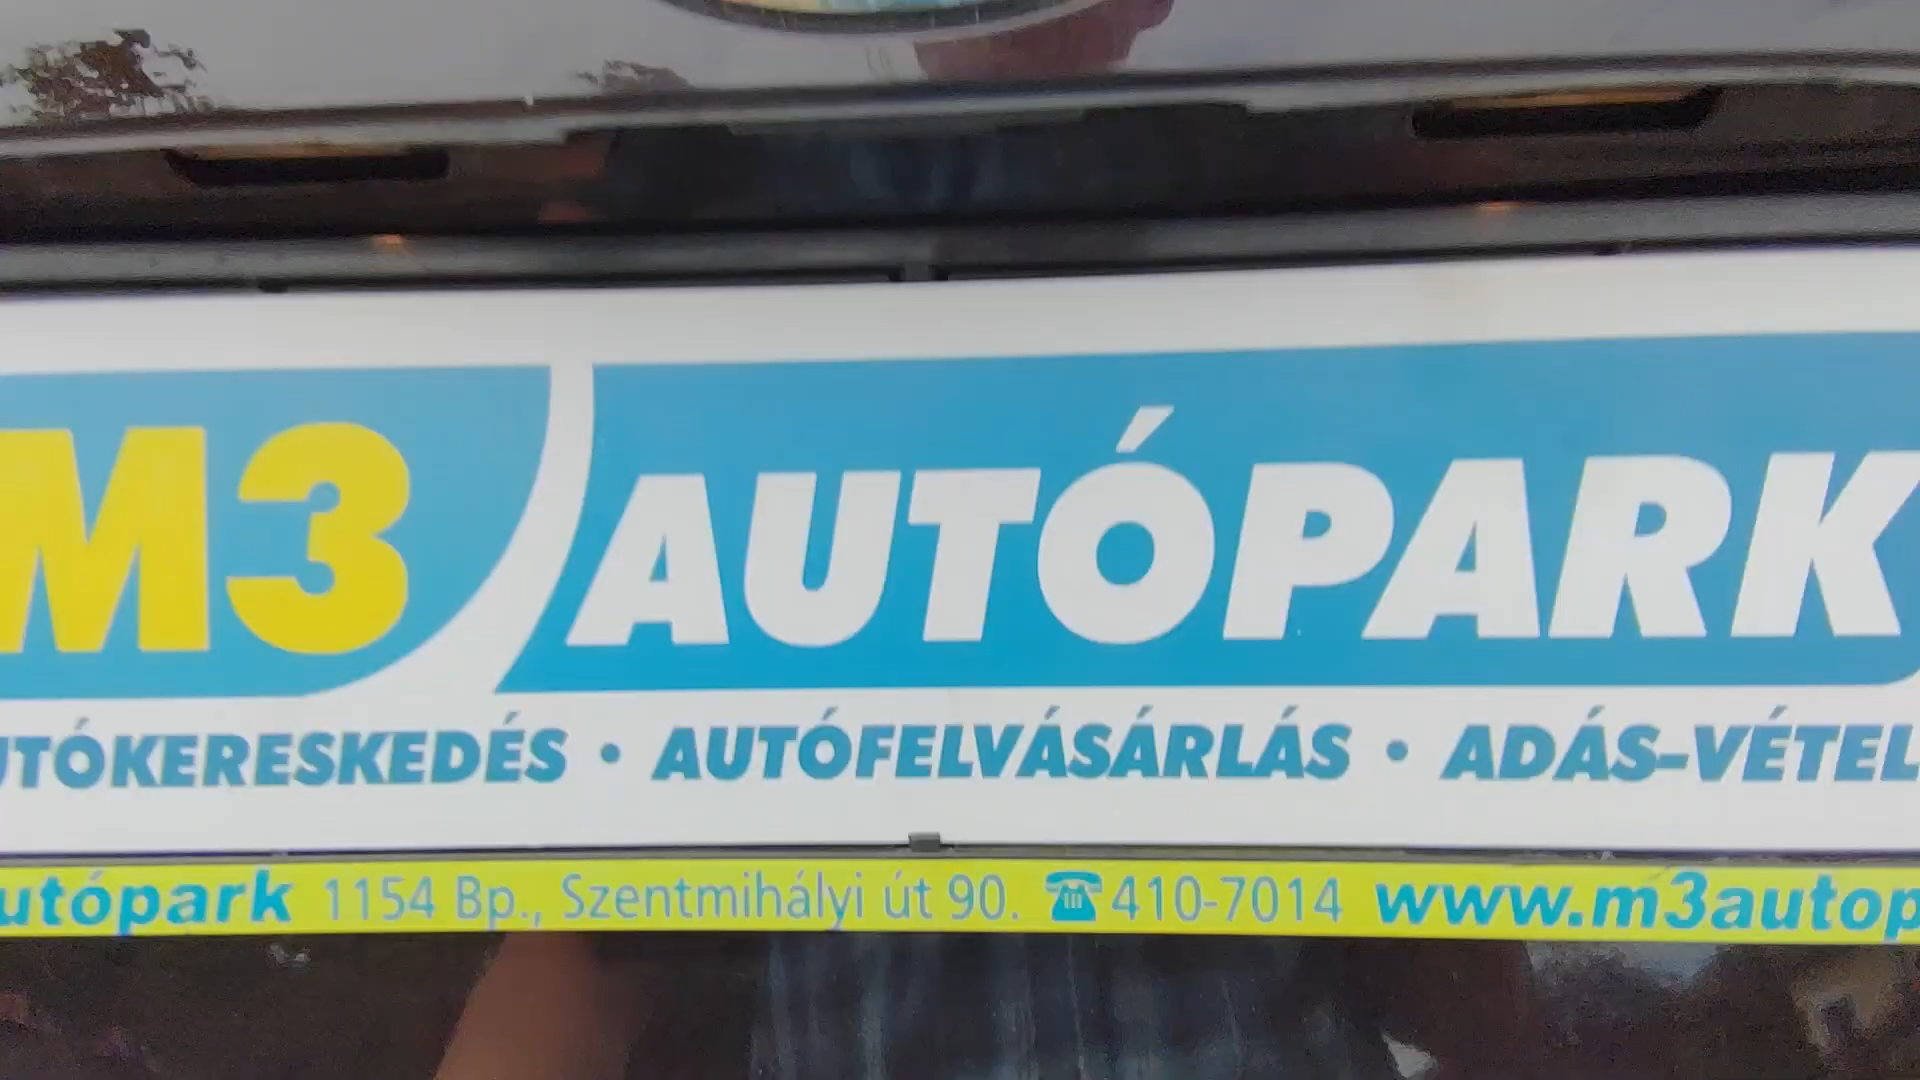 M3 AUTÓPARK
UTÓKERESKEDÉS • AUTÓFELVÁSÁRLÁS • ADÁS-VÉTEL
utópark 1154 Bp., Szentmihályi út 90. ☎410-7014 www.m3autop